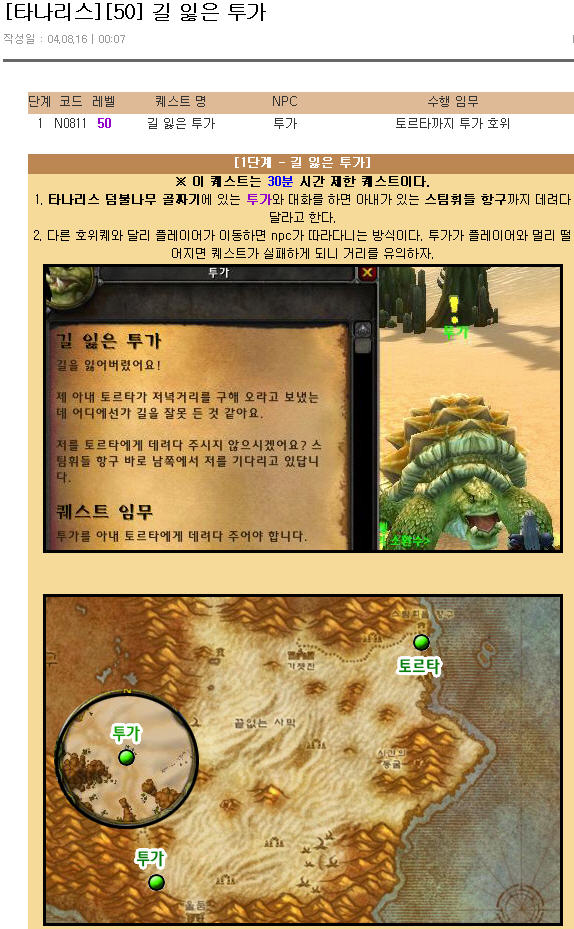 [타나리스][50] 길 잃은 투가
작성일 : 04,08,16 | 00:07
단계 코드 레벨 퀘스트 명 NPC 수행 임무
1 N0811 50 길 잃은 투가 투가 토르타까지 투가 호위
[1단계 - 길 잃은 투가]
※ 이 퀘스트는 30분 시간 제한 퀘스트이다.
1. 타나리스 덤불나무 골짜기에 있는 투가와 대화를 하면 아내가 있는 스팀휘들 항구까지 데려다
달라고 한다.
2. 다른 호위퀘와 달리 플레이어가 이동하면 npc가 따라다니는 방식이다. 투가가 플레이어와 멀리 떨
어지면 퀘스트가 실패하게 되니 거리를 유의하자.
투가
길 잃은 투가
길을 잃어버렸어요!
제 아내 토르타가 저녁거리를 구해 오라고 보냈는
데 어디에선가 길을 잘못 든 것 같아요.
저를 토르타에게 데려다 주시지 않으시겠어요? 스
팀휘들 항구 바로 남쪽에서 저를 기다리고 있답니
다.
퀘스트 임무
투가를 아내 토르타에게 데려다 주어야 합니다.
투가
소환수>
스팀휘들 항구
토르타
가젯잔
끝없는 사막
투가
N
투가